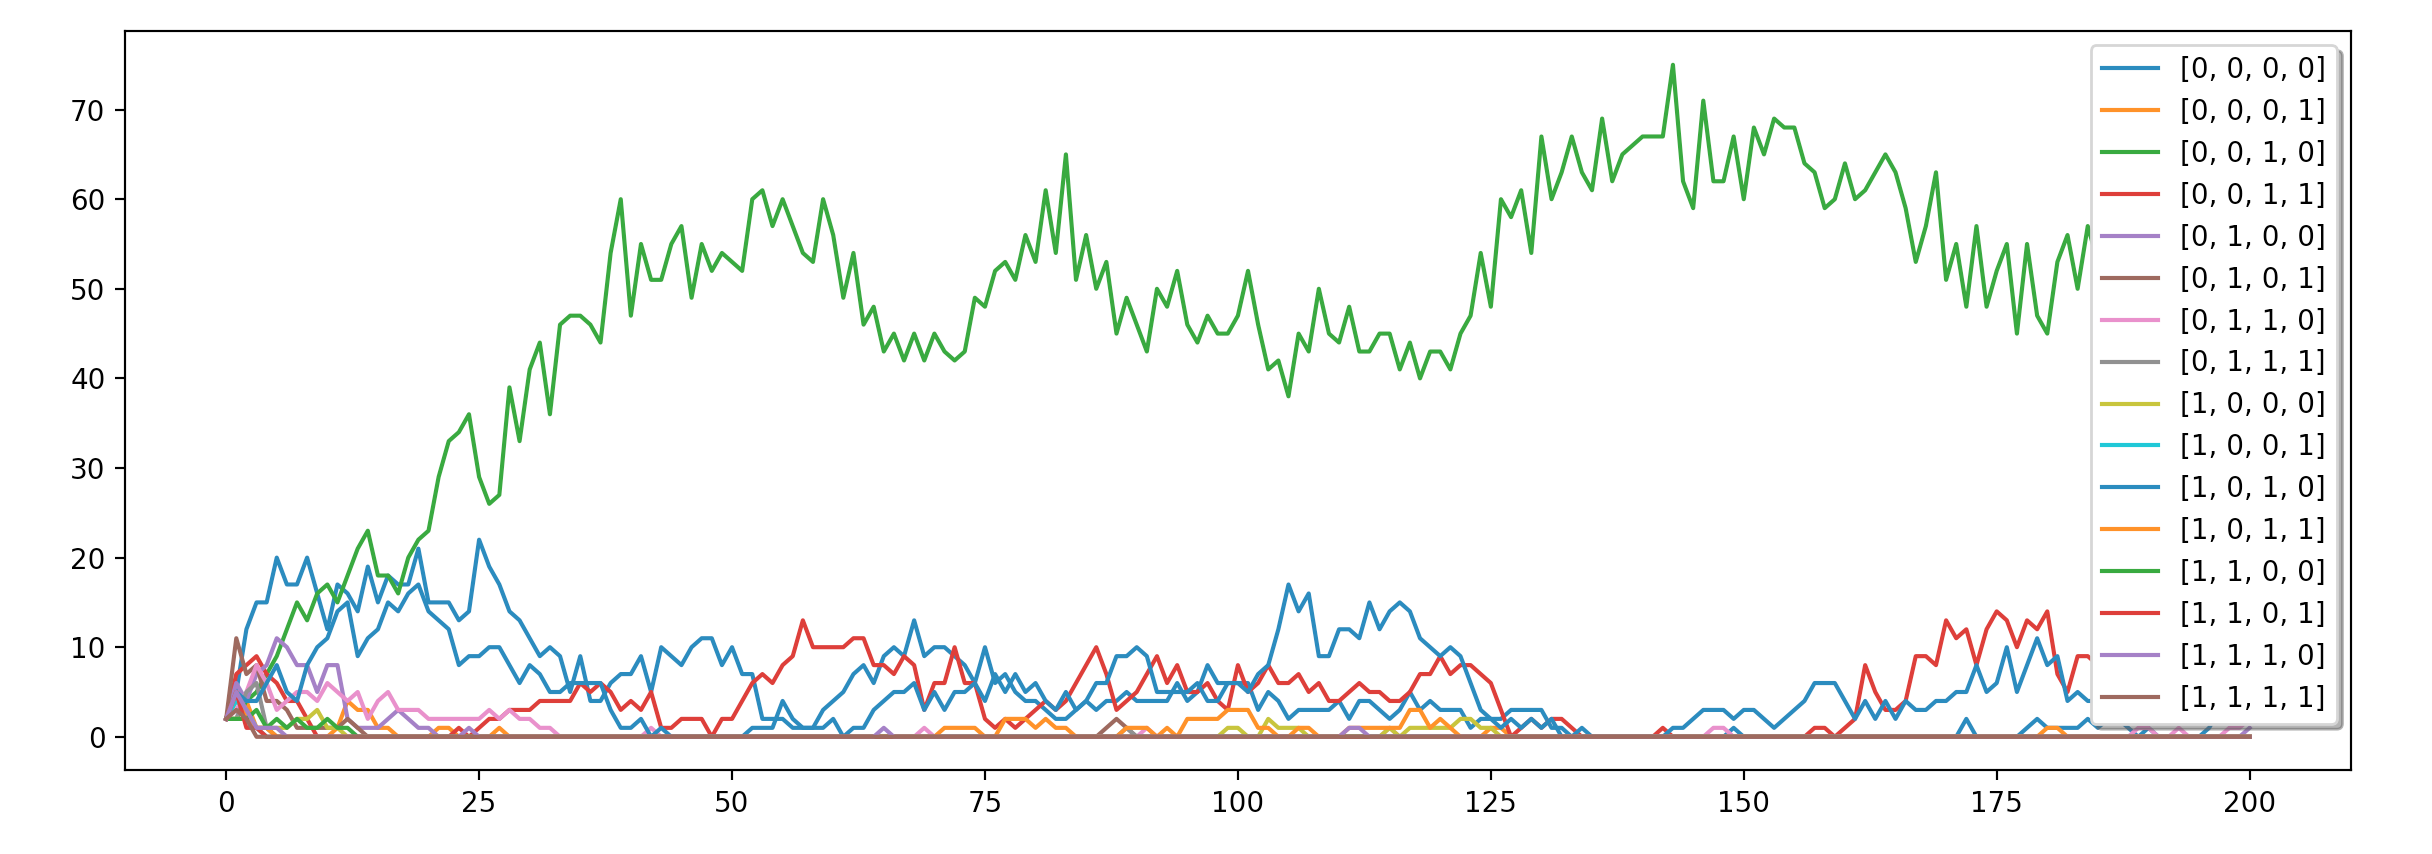 70
60
50
40
30
20
10
0
0 25 50 75 100 125 150 175 200
[0, 0, 0, 0]
[0, 0, 0, 1]
[0, 0, 1, 0]
[0, 0, 1, 1]
[0, 1, 0, 0]
[0, 1, 0, 1]
[0, 1, 1, 0]
[0, 1, 1, 1]
[1, 0, 0, 0]
[1, 0, 0, 1]
[1, 0, 1, 0]
[1, 0, 1, 1]
[1, 1, 0, 0]
[1, 1, 0, 1]
[1, 1, 1, 0]
[1, 1, 1, 1]